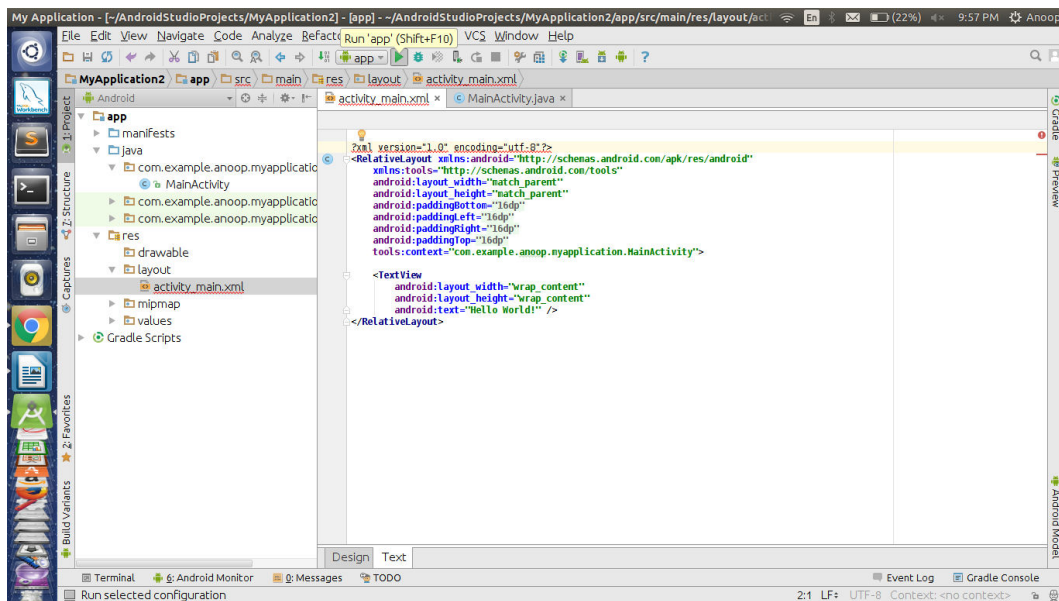 My Application - [~/AndroidStudioProjects/MyApplication2] - [app] - ~/AndroidStudioProjects/MyApplication2/app/src/main/res/layout/acti En (22%) 9:57 PM Anoop
File Edit View Navigate Code Analyze Refact Run 'app' (Shift+F10) VCS Window Help
app
MyApplication2 app src main res layout activity_main.xml
Android activity_main.xml × MainActivity.java ×
1: Project
Z: Structure
Captures
2: Favorites
Build Variants
MySQL Workbench
app
manifests
java
com.example.anoop.myapplicatio
MainActivity
com.example.anoop.myapplicatio
com.example.anoop.myapplicatio
res
drawable
layout
activity_main.xml
mipmap
values
Gradle Scripts
?xml version="1.0" encoding="utf-8"?>
<RelativeLayout xmlns:android="http://schemas.android.com/apk/res/android"
xmlns:tools="http://schemas.android.com/tools"
android:layout_width="match_parent"
android:layout_height="match_parent"
android:paddingBottom="16dp"
android:paddingLeft="16dp"
android:paddingRight="16dp"
android:paddingTop="16dp"
tools:context="com.example.anoop.myapplication.MainActivity">
<TextView
android:layout_width="wrap_content"
android:layout_height="wrap_content"
android:text="Hello World!" />
</RelativeLayout>
Gradle
Preview
Android Model
Design Text
Terminal 6: Android Monitor 0: Messages TODO Event Log Gradle Console
Run selected configuration 2:1 LF÷ UTF-8 Context: <no context>